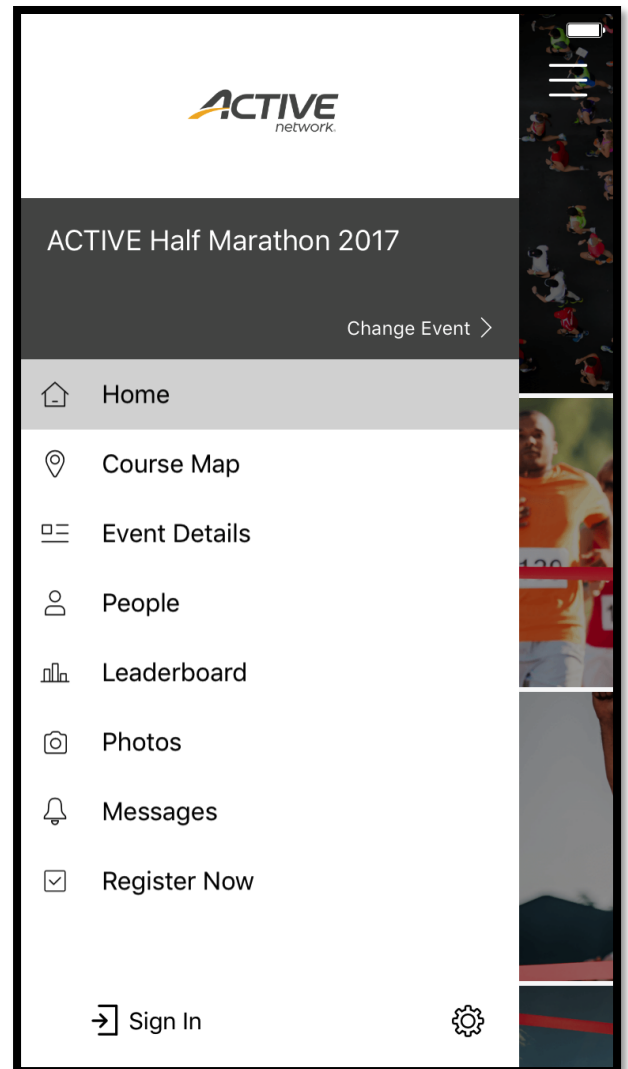 ACTIVE
network.
ACTIVE Half Marathon 2017
Change Event
Home
Course Map
Event Details
People
Leaderboard
Photos
Messages
Register Now
Sign In